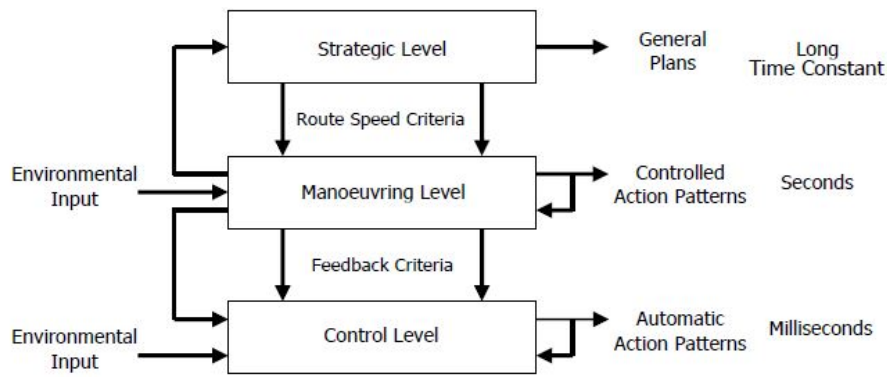 Strategic Level
General
Plans
Long
Time Constant
Route Speed Criteria
Environmental
Input
Manoeuvring Level
Controlled
Action Patterns
Seconds
Feedback Criteria
Environmental
Input
Control Level
Automatic
Action Patterns
Milliseconds